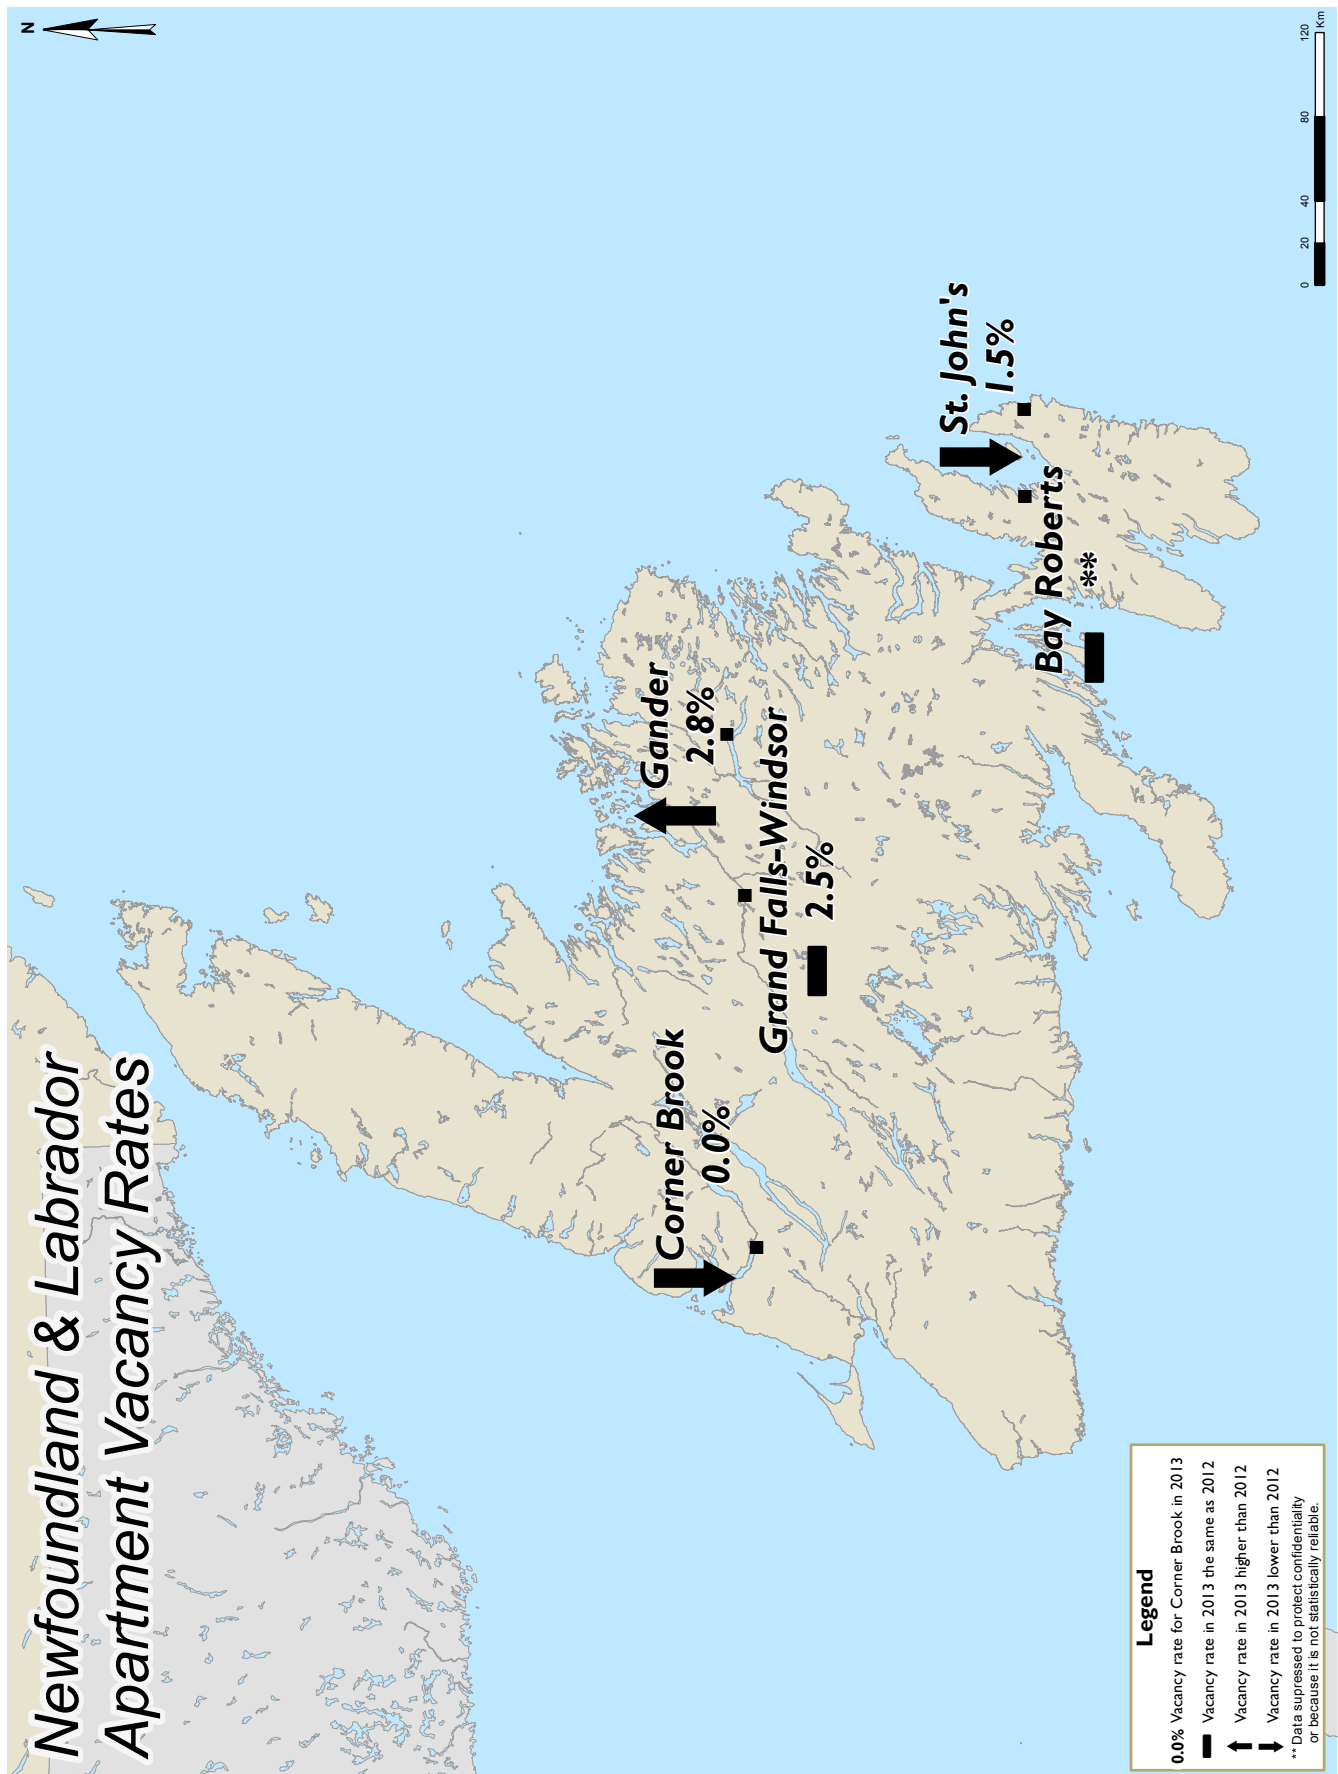 Newfoundland & Labrador
Apartment Vacancy Rates
N
Corner Brook
0.0%
Gander
2.8%
Grand Falls-Windsor
2.5%
St. John's
1.5%
Bay Roberts
**
Legend
0.0% Vacancy rate for Corner Brook in 2013
Vacancy rate in 2013 the same as 2012
Vacancy rate in 2013 higher than 2012
Vacancy rate in 2013 lower than 2012
** Data supressed to protect confidentiality
or because it is not statistically reliable.
0 20 40 80 120
Km